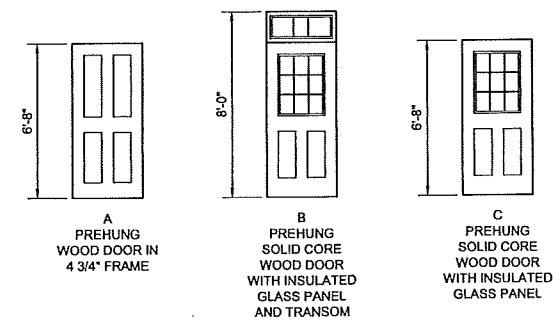 6'-8"
A
PREHUNG
WOOD DOOR IN
4 3/4" FRAME
8'-0"
B
PREHUNG
SOLID CORE
WOOD DOOR
WITH INSULATED
GLASS PANEL
AND TRANSOM
6'-8"
C
PREHUNG
SOLID CORE
WOOD DOOR
WITH INSULATED
GLASS PANEL